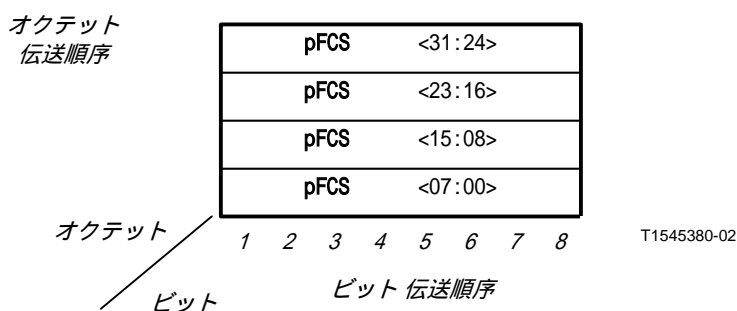 オクテット
伝送順序
pFCS <31:24>
pFCS <23:16>
pFCS <15:08>
pFCS <07:00>
オクテット
1 2 3 4 5 6 7 8
T1545380-02
ビット 伝送順序
ビット